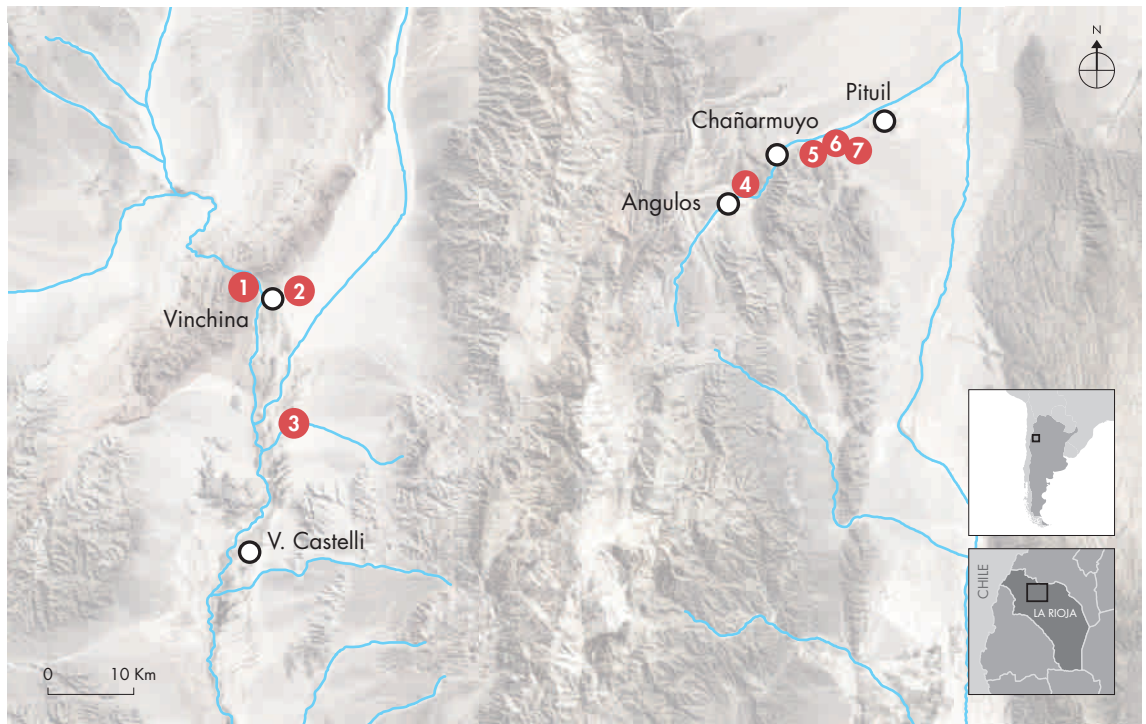 N
Pituil
Chañarmuyo
6
5
7
4
Angulos
1
2
Vinchina
3
V. Castelli
0 10 Km
CHILE
LA RIOJA